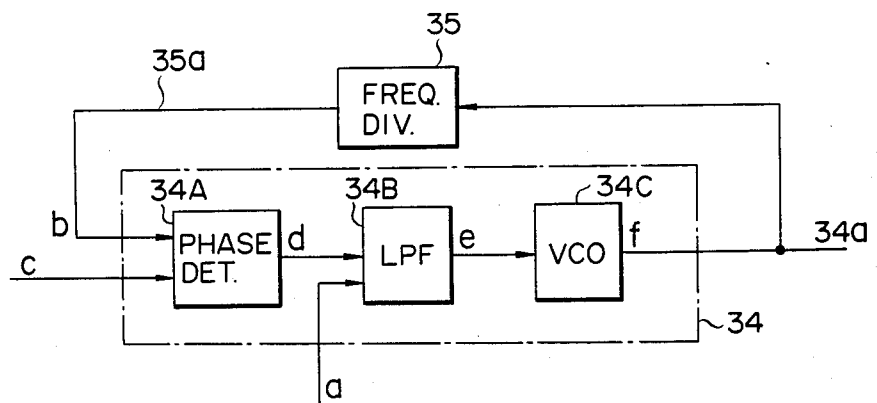 35
35a
FREQ.
DIV.
34A
34B
34C
b
PHASE
DET.
d
LPF
e
VCO
f
34a
c
34
a